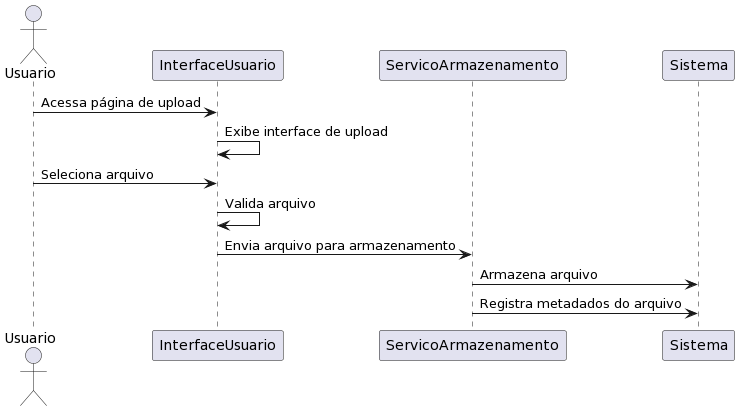 Usuario
InterfaceUsuario
ServicoArmazenamento
Sistema
Acessa página de upload
Exibe interface de upload
Seleciona arquivo
Valida arquivo
Envia arquivo para armazenamento
Armazena arquivo
Registra metadados do arquivo
Usuario
InterfaceUsuario
ServicoArmazenamento
Sistema